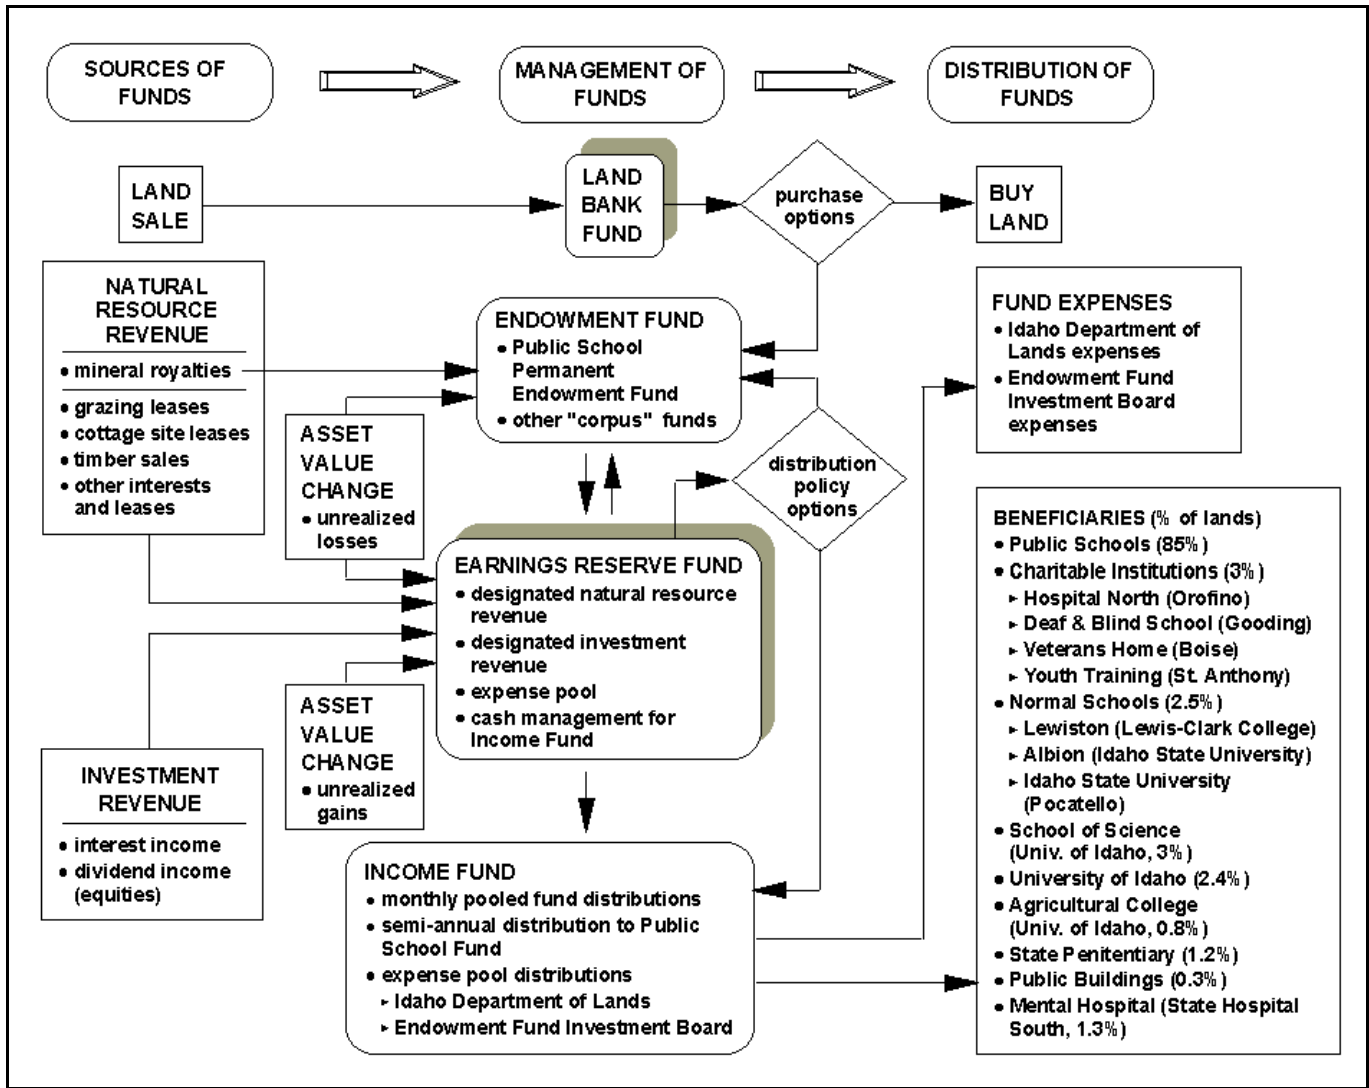 SOURCES OF
FUNDS
MANAGEMENT OF
FUNDS
DISTRIBUTION OF
FUNDS
LAND
SALE
LAND
BANK
FUND
purchase
options
BUY
LAND
NATURAL
RESOURCE
REVENUE
• mineral royalties
• grazing leases
• cottage site leases
• timber sales
• other interests
and leases
ASSET
VALUE
CHANGE
• unrealized
losses
ENDOWMENT FUND
• Public School
Permanent
Endowment Fund
• other "corpus" funds
distribution
policy
options
FUND EXPENSES
• Idaho Department of
Lands expenses
• Endowment Fund
Investment Board
expenses
EARNINGS RESERVE FUND
• designated natural resource
revenue
• designated investment
revenue
• expense pool
• cash management for
Income Fund
ASSET
VALUE
CHANGE
• unrealized
gains
INVESTMENT
REVENUE
• interest income
• dividend income
(equities)
INCOME FUND
• monthly pooled fund distributions
• semi-annual distribution to Public
School Fund
• expense pool distributions
▸ Idaho Department of Lands
▸ Endowment Fund Investment Board
BENEFICIARIES (% of lands)
• Public Schools (85%)
• Charitable Institutions (3%)
▸ Hospital North (Orofino)
▸ Deaf & Blind School (Gooding)
▸ Veterans Home (Boise)
▸ Youth Training (St. Anthony)
• Normal Schools (2.5%)
▸ Lewiston (Lewis-Clark College)
▸ Albion (Idaho State University)
▸ Idaho State University
(Pocatello)
• School of Science
(Univ. of Idaho, 3%)
• University of Idaho (2.4%)
• Agricultural College
(Univ. of Idaho, 0.8%)
• State Penitentiary (1.2%)
• Public Buildings (0.3%)
• Mental Hospital (State Hospital
South, 1.3%)